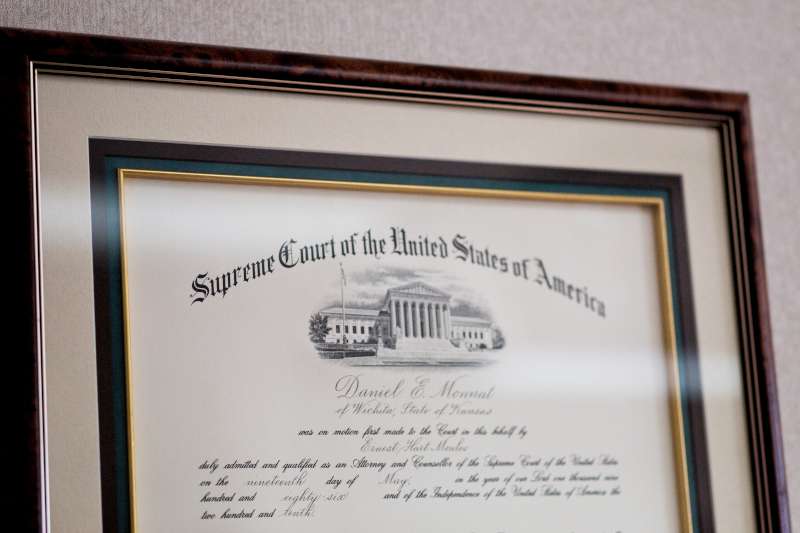 Supreme Court of the United States of America
Daniel E. Monnat
of Wichita, State of Kansas
was on motion first made to the Court in this behalf by
Ernest Hart
duly admitted and qualified as an Attorney and Counsellor of the Supreme Court of the United States
on the nineteenth day of May, in the year of our Lord one thousand nine
hundred and eighty-six and of the Independence of the United States of America the
two hundred and tenth.